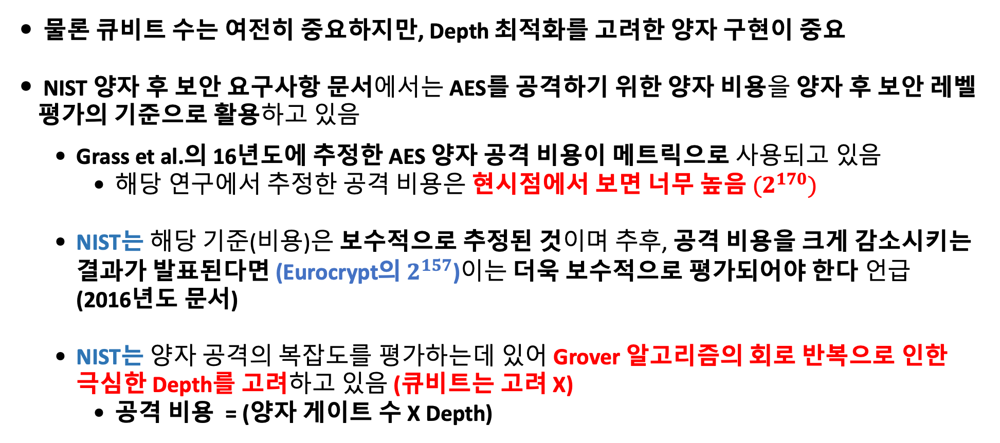 • 물론 큐비트 수는 여전히 중요하지만, Depth 최적화를 고려한 양자 구현이 중요
• NIST 양자 후 보안 요구사항 문서에서는 AES를 공격하기 위한 양자 비용을 양자 후 보안 레벨
평가의 기준으로 활용하고 있음
• Grass et al.의 16년도에 추정한 AES 양자 공격 비용이 메트릭으로 사용되고 있음
• 해당 연구에서 추정한 공격 비용은 현시점에서 보면 너무 높음 (2¹⁷⁰)
• NIST는 해당 기준(비용)은 보수적으로 추정된 것이며 추후, 공격 비용을 크게 감소시키는
결과가 발표된다면 (Eurocrypt의 2¹⁵⁷)이는 더욱 보수적으로 평가되어야 한다 언급
(2016년도 문서)
• NIST는 양자 공격의 복잡도를 평가하는데 있어 Grover 알고리즘의 회로 반복으로 인한
극심한 Depth를 고려하고 있음 (큐비트는 고려 X)
• 공격 비용 = (양자 게이트 수 X Depth)